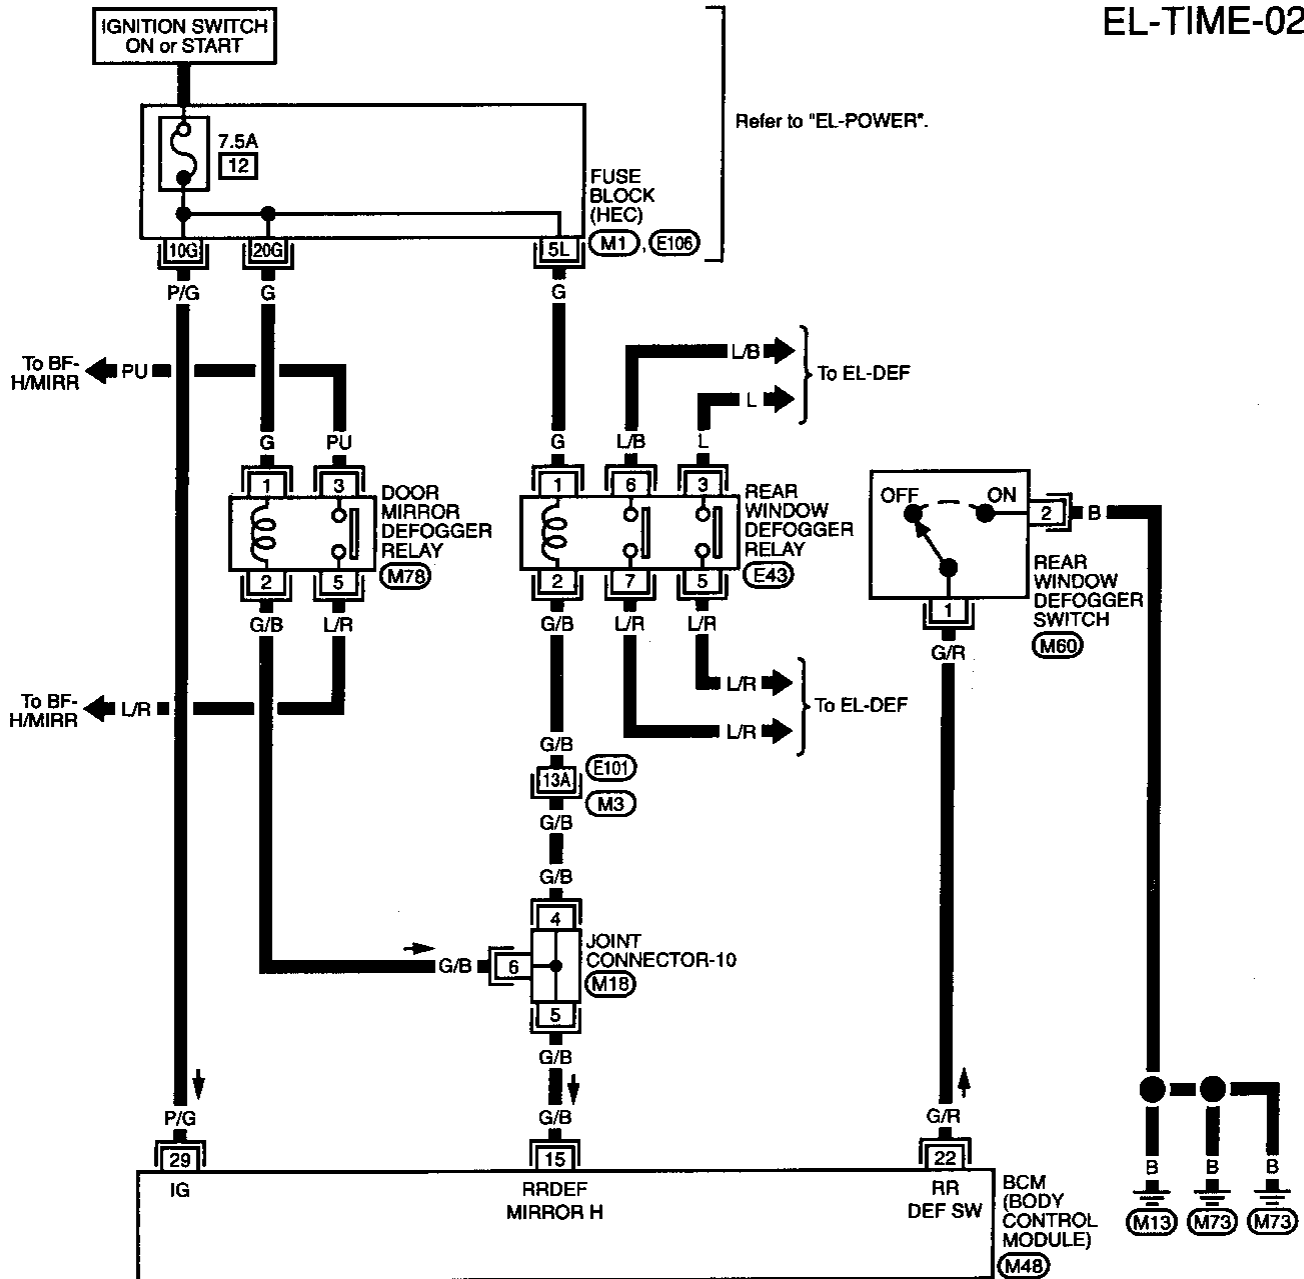 EL-TIME-02
IGNITION SWITCH
ON or START
Refer to "EL-POWER".
7.5A
12
FUSE
BLOCK
(HEC)
M1 , E106
10G
20G
5L
P/G
G
G
To BF-
H/MIRR
PU
L/B
L
To EL-DEF
G
PU
G
L/B
L
1
3
DOOR
MIRROR
DEFOGGER
RELAY
M78
2
5
1
6
3
REAR
WINDOW
DEFOGGER
RELAY
E43
2
7
5
OFF
ON
2
B
REAR
WINDOW
DEFOGGER
SWITCH
M60
1
G/R
G/B
L/R
G/B
L/R
L/R
To BF-
H/MIRR
L/R
L/R
L/R
To EL-DEF
G/B
13A
E101
M3
G/B
G/B
4
JOINT
CONNECTOR-10
M18
G/B
6
5
G/B
P/G
G/B
G/R
29
15
22
IG
RRDEF
MIRROR H
RR
DEF SW
BCM
(BODY
CONTROL
MODULE)
M48
B
B
B
M13
M73
M73